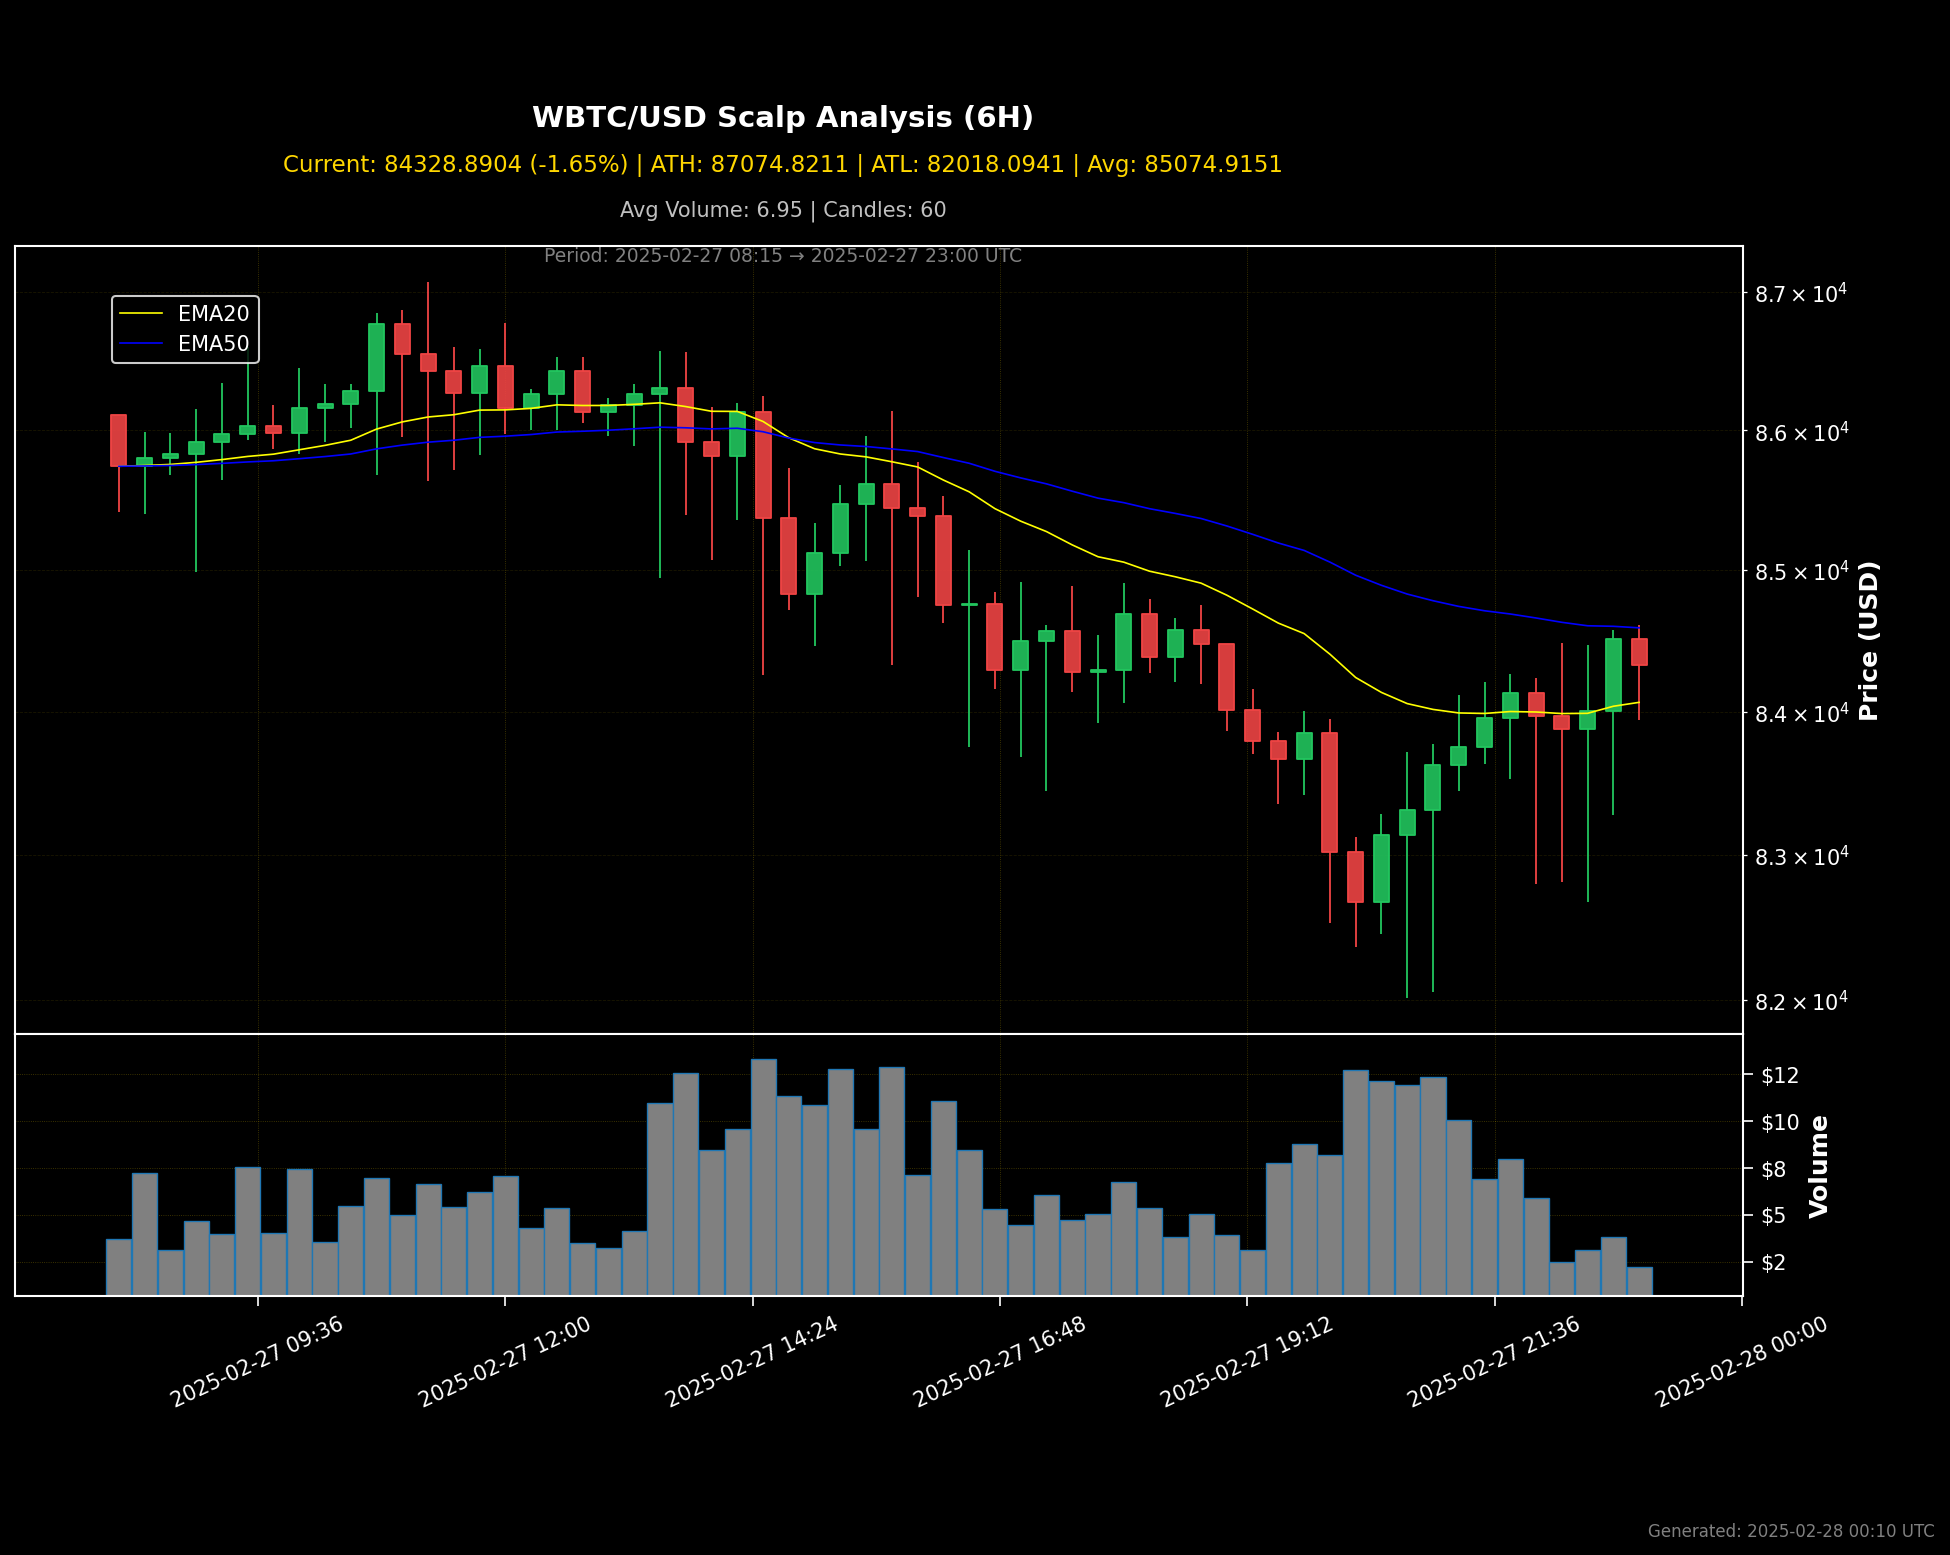 WBTC/USD Scalp Analysis (6H)
Current: 84328.8904 (-1.65%) | ATH: 87074.8211 | ATL: 82018.0941 | Avg: 85074.9151
Avg Volume: 6.95 | Candles: 60
Period: 2025-02-27 08:15 → 2025-02-27 23:00 UTC
EMA20
EMA50
8.7 × 10⁴
8.6 × 10⁴
8.5 × 10⁴
8.4 × 10⁴
8.3 × 10⁴
8.2 × 10⁴
Price (USD)
$12
$10
$8
$5
$2
Volume
2025-02-27 09:36
2025-02-27 12:00
2025-02-27 14:24
2025-02-27 16:48
2025-02-27 19:12
2025-02-27 21:36
2025-02-28 00:00
Generated: 2025-02-28 00:10 UTC